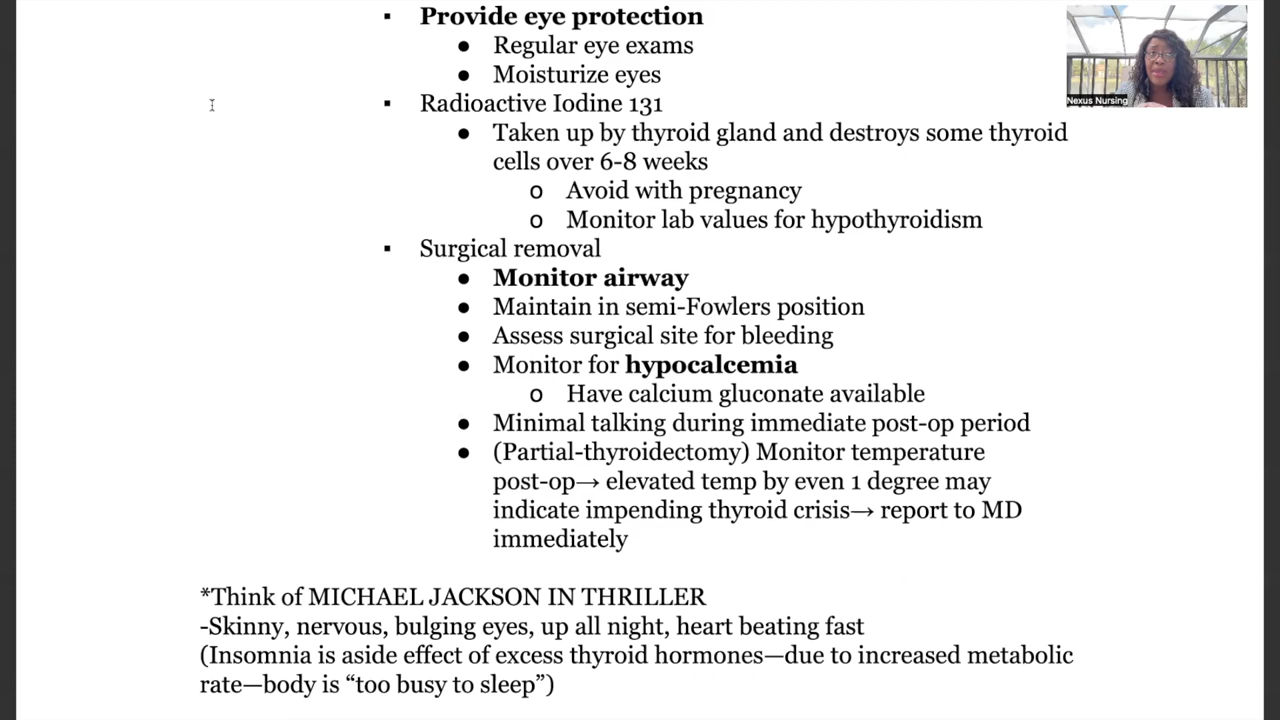 ▪ Provide eye protection
● Regular eye exams
● Moisturize eyes
▪ Radioactive Iodine 131
● Taken up by thyroid gland and destroys some thyroid
cells over 6-8 weeks
o Avoid with pregnancy
o Monitor lab values for hypothyroidism
▪ Surgical removal
● Monitor airway
● Maintain in semi-Fowlers position
● Assess surgical site for bleeding
● Monitor for hypocalcemia
o Have calcium gluconate available
● Minimal talking during immediate post-op period
● (Partial-thyroidectomy) Monitor temperature
post-op→ elevated temp by even 1 degree may
indicate impending thyroid crisis→ report to MD
immediately
*Think of MICHAEL JACKSON IN THRILLER
-Skinny, nervous, bulging eyes, up all night, heart beating fast
(Insomnia is aside effect of excess thyroid hormones—due to increased metabolic
rate—body is “too busy to sleep”)
Nexus Nursing